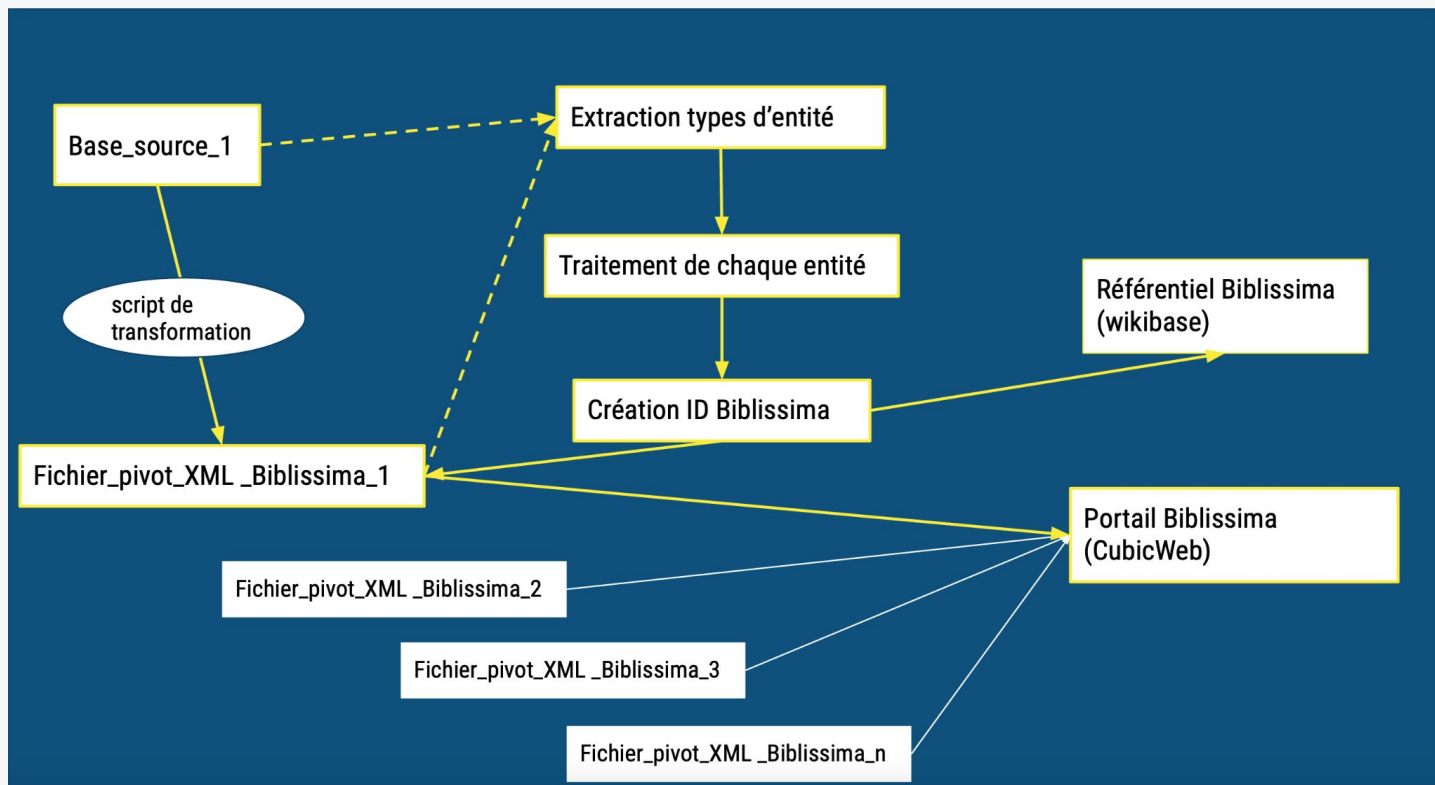 Extraction types d’entité
Base_source_1
Traitement de chaque entité
Référentiel Biblissima
(wikibase)
script de
transformation
Création ID Biblissima
Fichier_pivot_XML _Biblissima_1
Portail Biblissima
(CubicWeb)
Fichier_pivot_XML _Biblissima_2
Fichier_pivot_XML _Biblissima_3
Fichier_pivot_XML _Biblissima_n